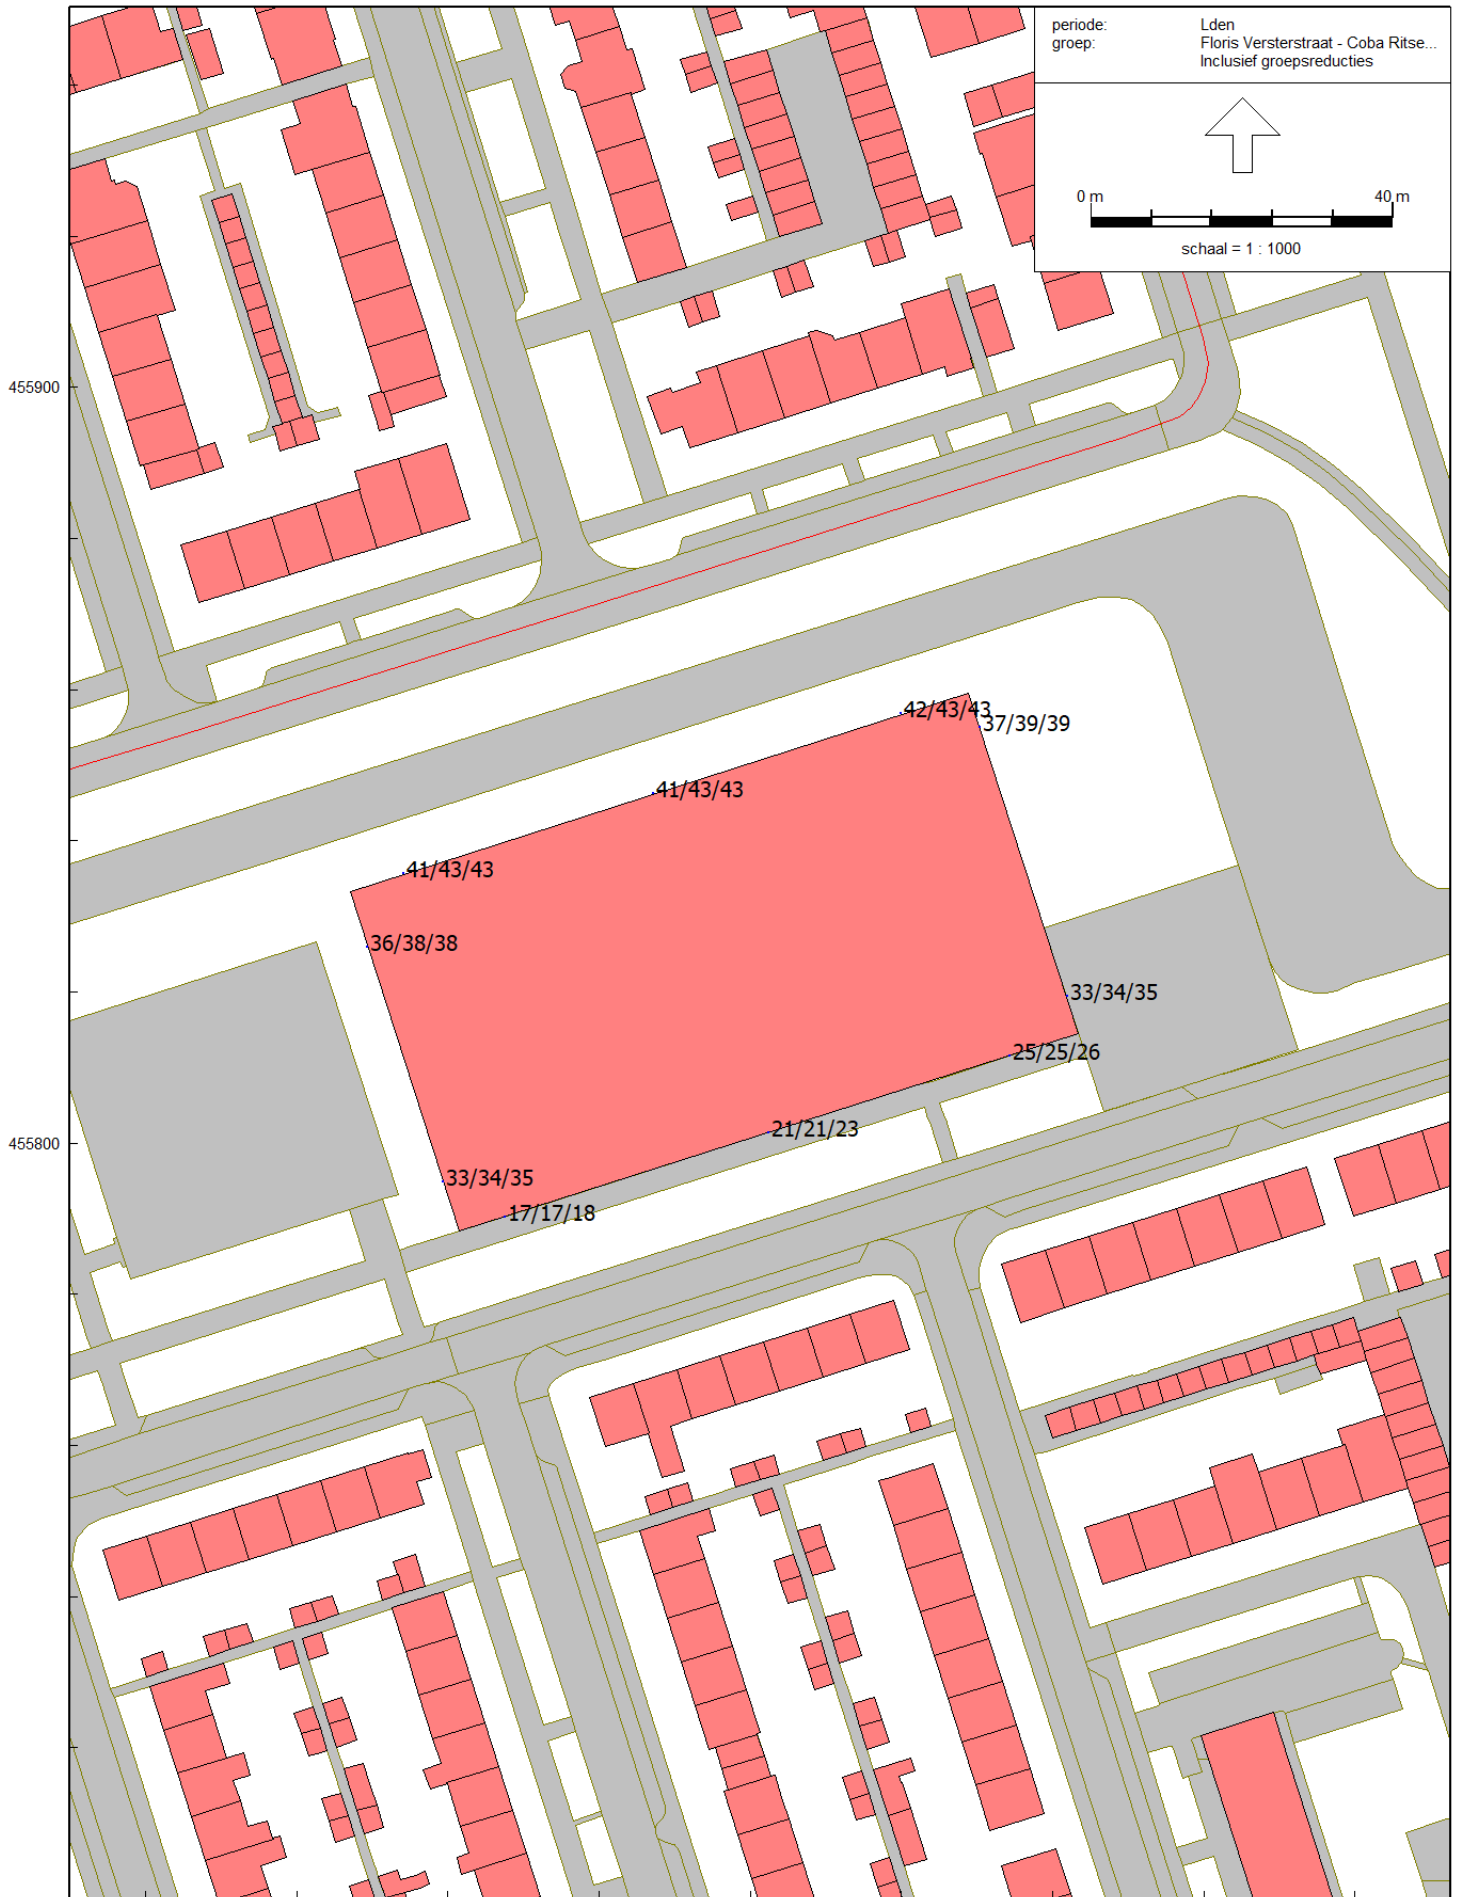 periode: Lden
groep: Floris Versterstraat - Coba Ritse...
Inclusief groepsreducties
0 m 40 m
schaal = 1 : 1000
455900
42/43/43
37/39/39
41/43/43
41/43/43
36/38/38
33/34/35
25/25/26
21/21/23
455800
33/34/35
17/17/18